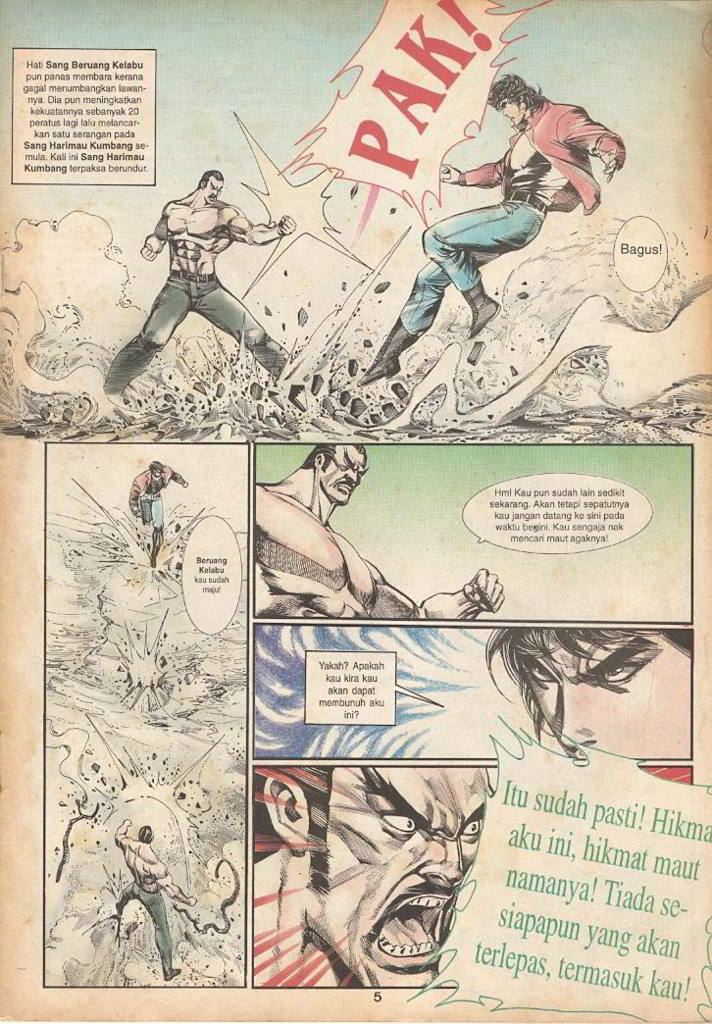 Hati Sang Beruang Kelabu
pun panas membara kerana
gagal menumbangkan lawan-
nya. Dia pun meningkatkan
kekuatannya sebanyak 20
peratus lagi lalu melancar-
kan satu serangan pada
Sang Harimau Kumbang se-
mula. Kali ini Sang Harimau
Kumbang terpaksa berundur.
PAK!
Bagus!
Beruang
Kelabu
kau sudah
maju!
Hm! Kau pun sudah lain sedikit
sekarang. Akan tetapi sepatutnya
kau jangan datang ke sini pada
waktu begini. Kau sengaja nak
mencari maut agaknya!
Yakah? Apakah
kau kira kau
akan dapat
membunuh aku
ini?
Itu sudah pasti! Hikma
aku ini, hikmat maut
namanya! Tiada se-
siapapun yang akan
terlepas, termasuk kau!
5